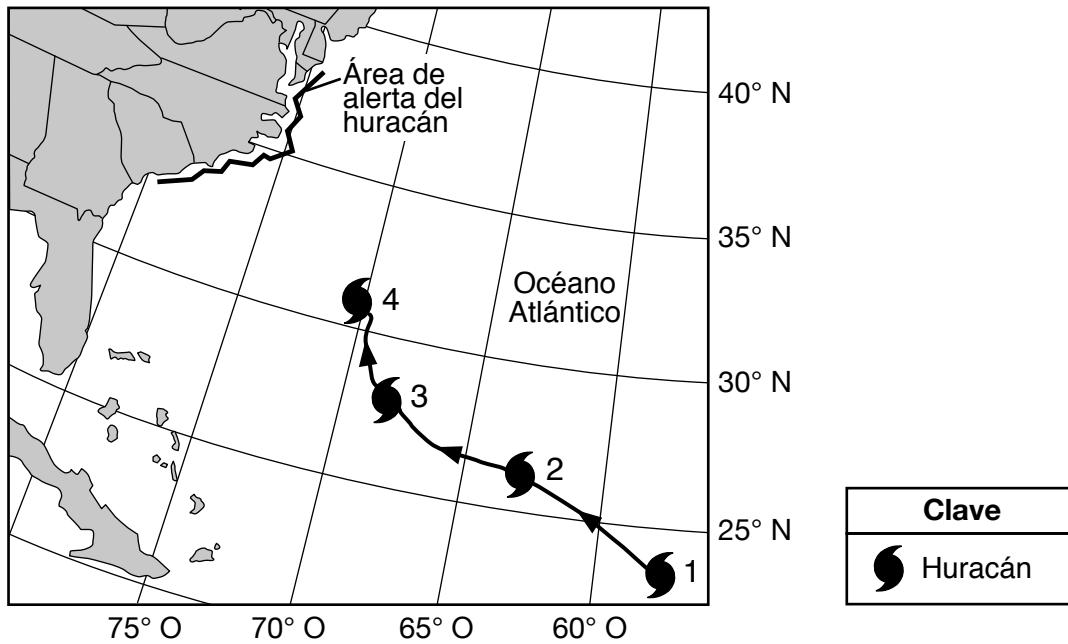 Área de
alerta del
huracán
40° N
35° N
Océano
Atlántico
4
30° N
3
2
25° N
1
75° O
70° O
65° O
60° O
Clave
Huracán